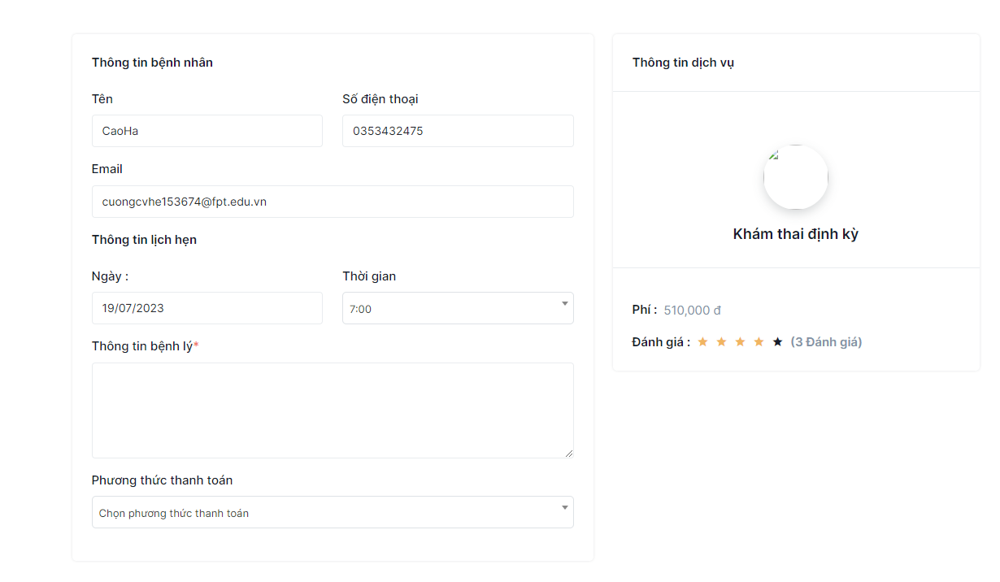 Thông tin bệnh nhân
Tên
Số điện thoại
CaoHa
0353432475
Email
cuongcvhe153674@fpt.edu.vn
Thông tin lịch hẹn
Ngày :
Thời gian
19/07/2023
7:00
Thông tin bệnh lý*
Phương thức thanh toán
Chọn phương thức thanh toán
Thông tin dịch vụ
Khám thai định kỳ
Phí : 510,000 đ
Đánh giá : (3 Đánh giá)